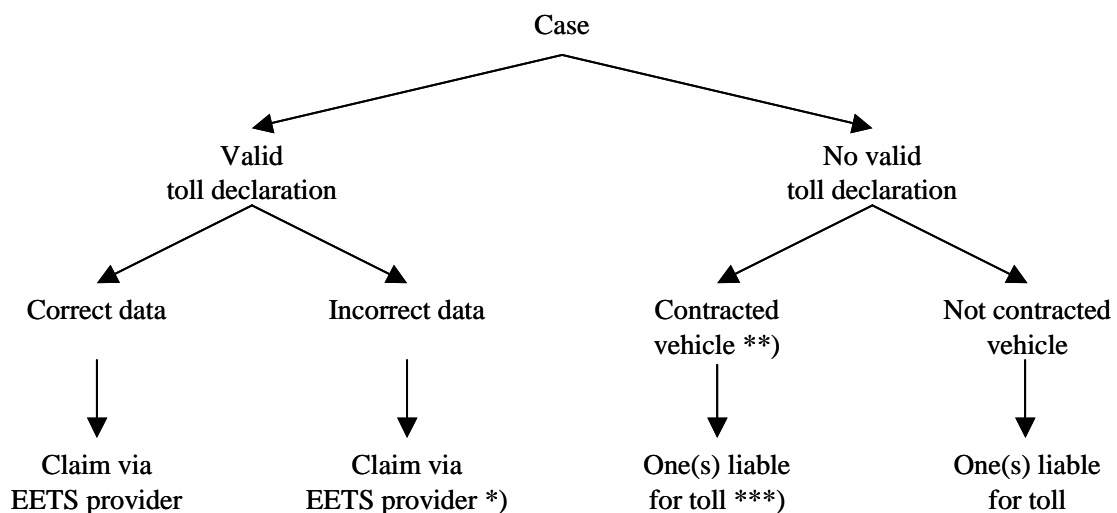 Case
Valid
toll declaration
No valid
toll declaration
Correct data
Incorrect data
Contracted
vehicle **)
Not contracted
vehicle
Claim via
EETS provider
Claim via
EETS provider *)
One(s) liable
for toll ***)
One(s) liable
for toll